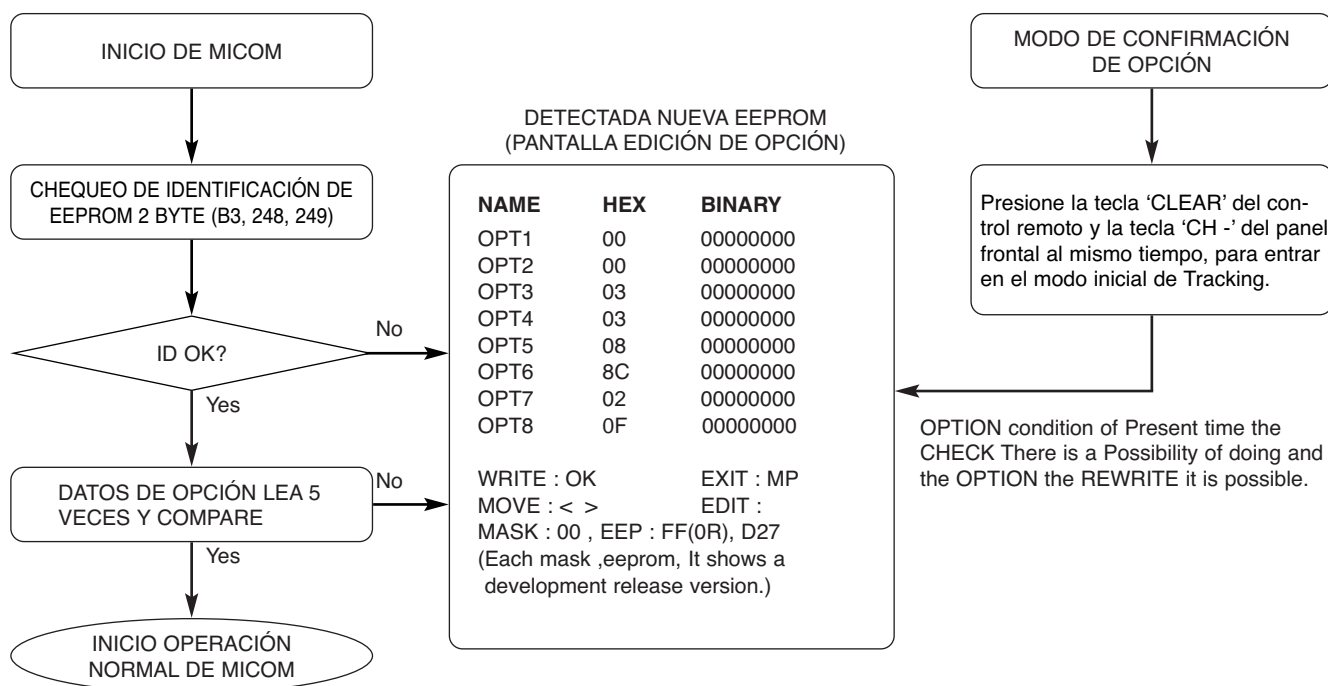 INICIO DE MICOM
CHEQUEO DE IDENTIFICACIÓN DE
EEPROM 2 BYTE (B3, 248, 249)
ID OK?
No
Yes
DATOS DE OPCIÓN LEA 5
VECES Y COMPARE
No
Yes
INICIO OPERACIÓN
NORMAL DE MICOM
DETECTADA NUEVA EEPROM
(PANTALLA EDICIÓN DE OPCIÓN)
NAME HEX BINARY
OPT1 00 00000000
OPT2 00 00000000
OPT3 03 00000000
OPT4 03 00000000
OPT5 08 00000000
OPT6 8C 00000000
OPT7 02 00000000
OPT8 0F 00000000
WRITE : OK EXIT : MP
MOVE : < > EDIT :
MASK : 00 , EEP : FF(0R), D27
(Each mask ,eeprom, It shows a
development release version.)
MODO DE CONFIRMACIÓN
DE OPCIÓN
Presione la tecla ‘CLEAR’ del con-
trol remoto y la tecla ‘CH -’ del panel
frontal al mismo tiempo, para entrar
en el modo inicial de Tracking.
OPTION condition of Present time the
CHECK There is a Possibility of doing and
the OPTION the REWRITE it is possible.